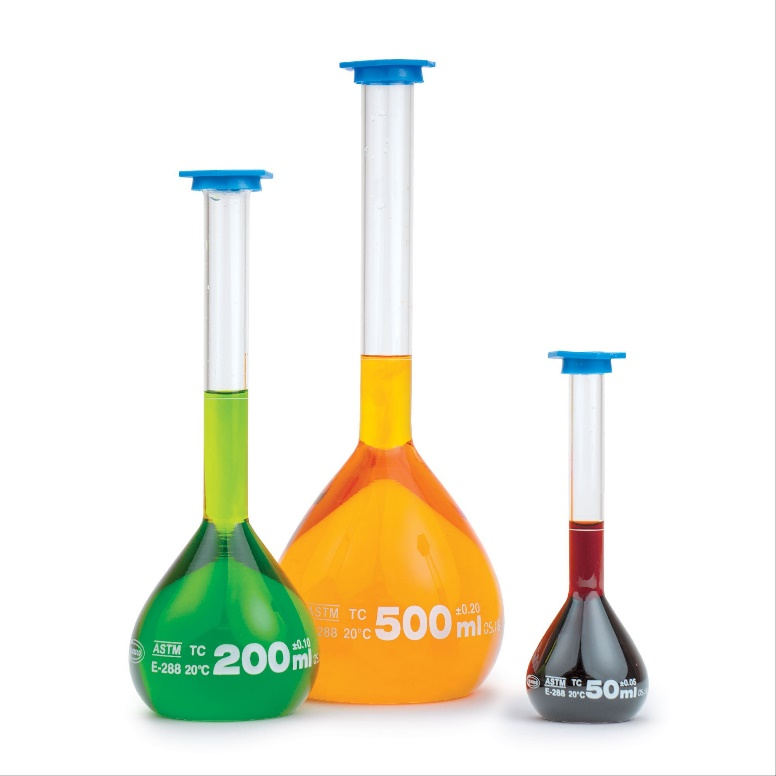 ASTM TC ±0.10
E-288 20°C 200ml
ASTM TC ±0.20
288 20°C 500ml
ASTM TC ±0.05
E-288 20°C 50ml